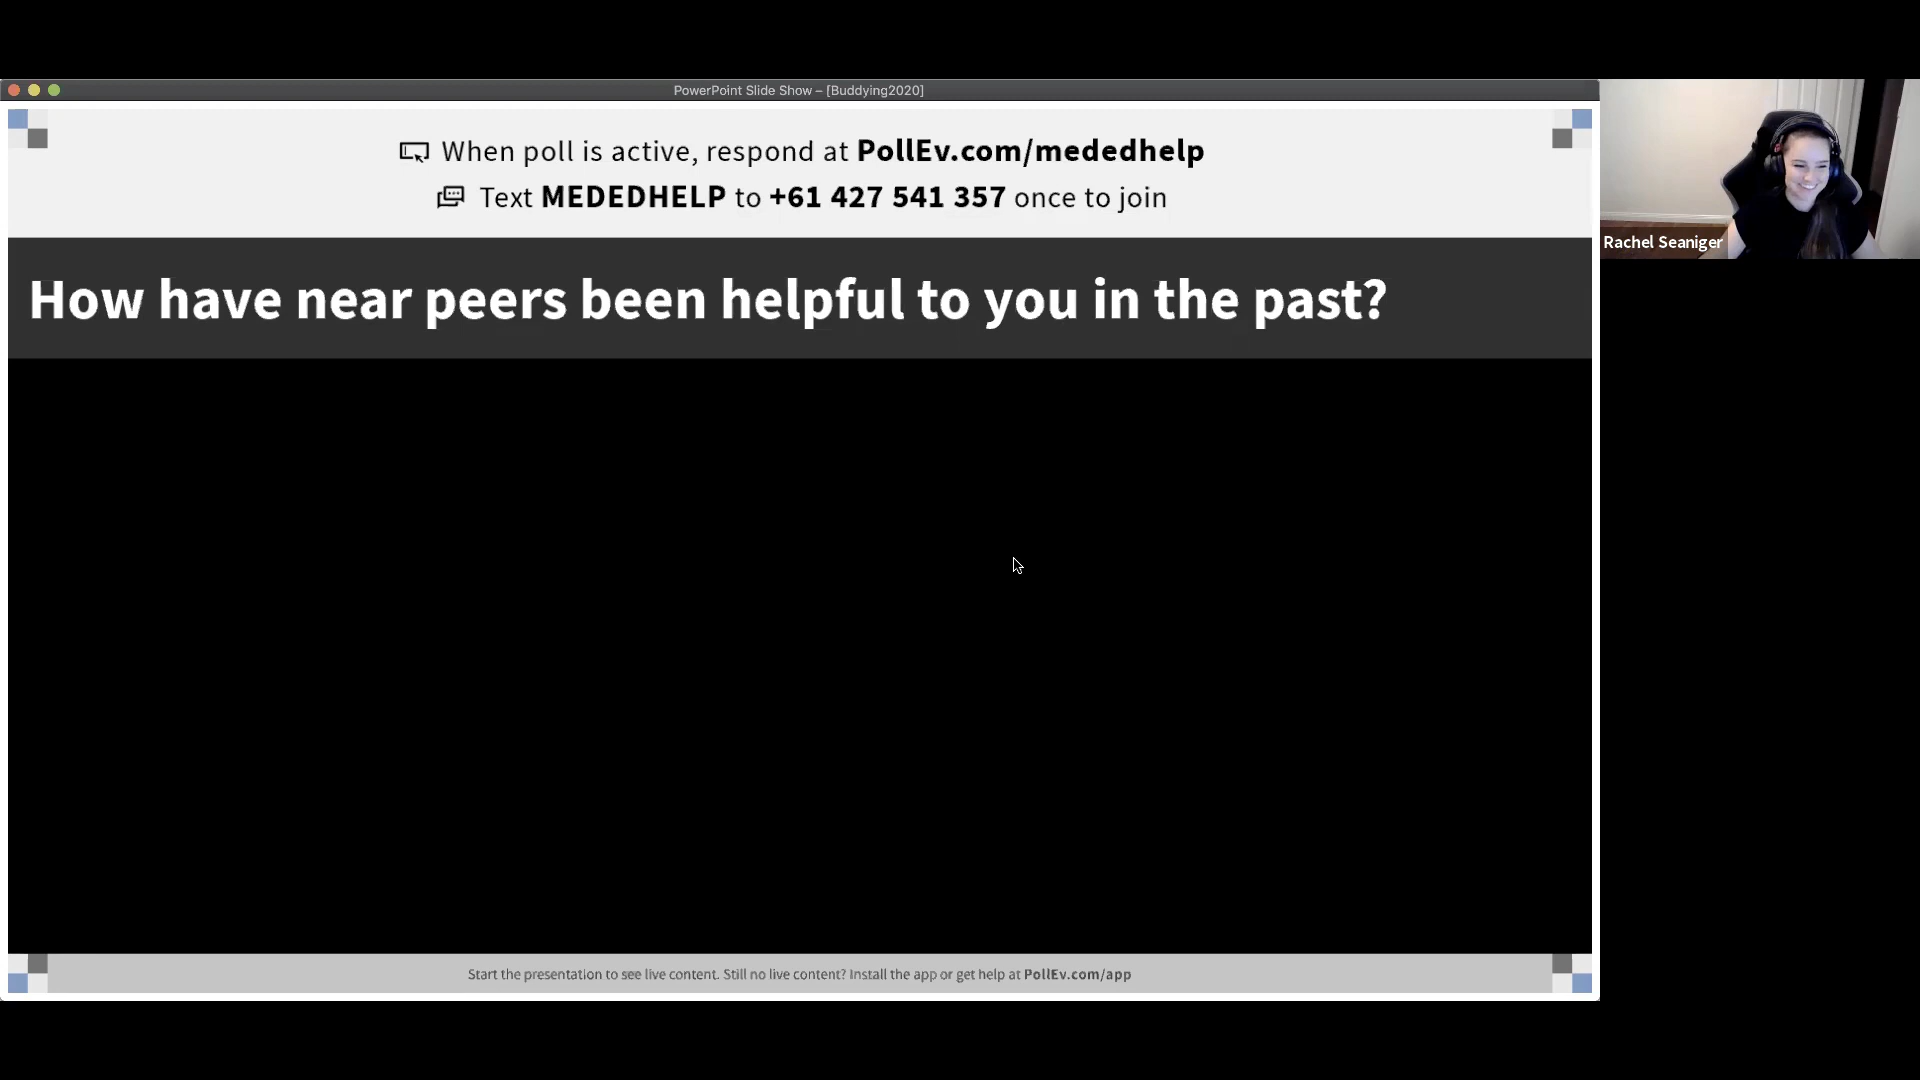 PowerPoint Slide Show – [Buddying2020]
When poll is active, respond at PollEv.com/mededhelp
Text MEDEDHELP to +61 427 541 357 once to join
Rachel Seaniger
How have near peers been helpful to you in the past?
Start the presentation to see live content. Still no live content? Install the app or get help at PollEv.com/app